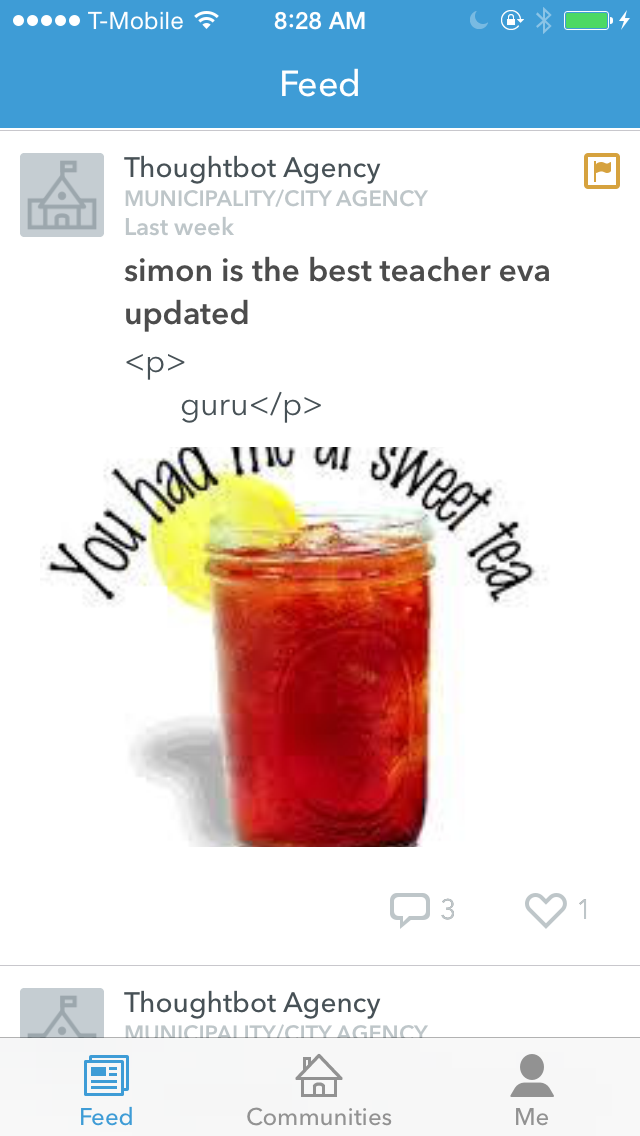 T-Mobile 8:28 AM
Feed
Thoughtbot Agency
MUNICIPALITY/CITY AGENCY
Last week
simon is the best teacher eva
updated
<p>
guru</p>
You had me at sweet tea
3 1
Thoughtbot Agency
MUNICIPALITY/CITY AGENCY
Feed Communities Me